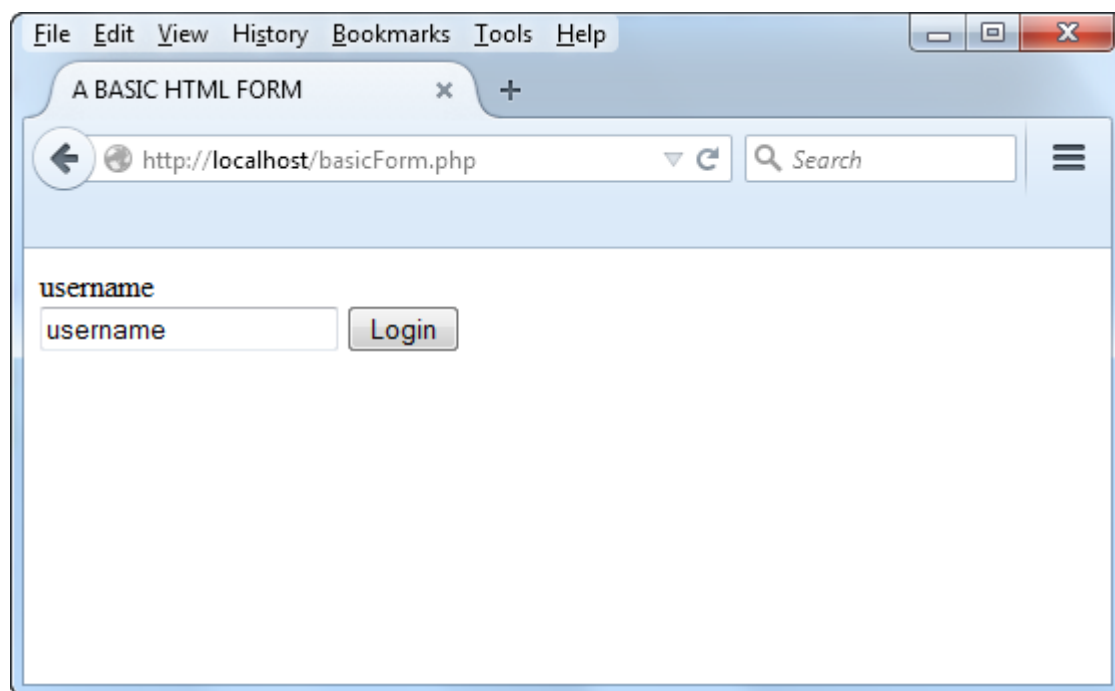 File Edit View History Bookmarks Tools Help
A BASIC HTML FORM
http://localhost/basicForm.php Search
username
username Login